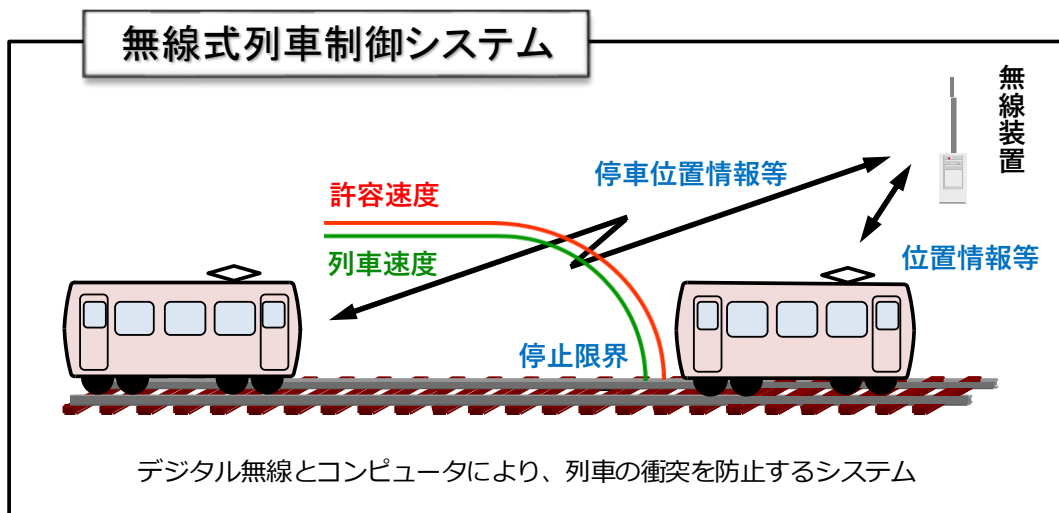 無線式列車制御システム
無線装置
停車位置情報等
許容速度
列車速度
位置情報等
停止限界
デジタル無線とコンピュータにより、列車の衝突を防止するシステム